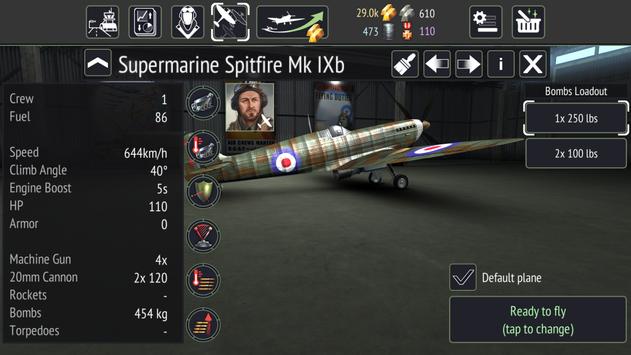 29.0k
610
473
110
Supermarine Spitfire Mk IXb
i
Crew 1
Fuel 86
Speed 644km/h
Climb Angle 40°
Engine Boost 5s
HP 110
Armor 0
Machine Gun 4x
20mm Cannon 2x 120
Rockets -
Bombs 454 kg
Torpedoes -
Bombs Loadout
1x 250 lbs
2x 100 lbs
Default plane
Ready to fly
(tap to change)